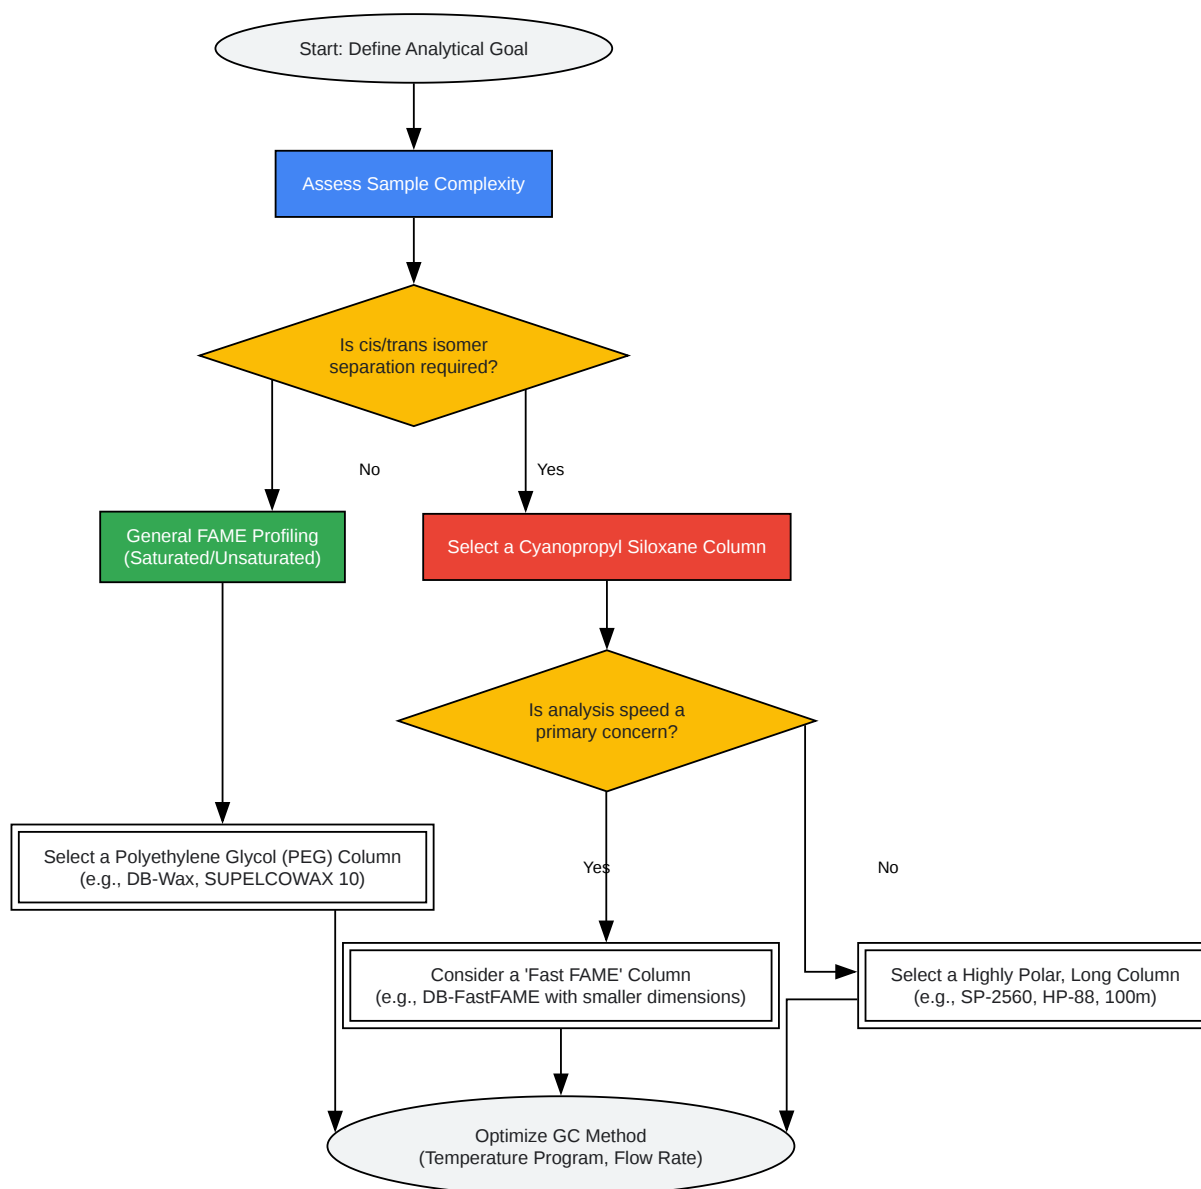 Start: Define Analytical Goal
Assess Sample Complexity
Is cis/trans isomer
separation required?
No
Yes
General FAME Profiling
(Saturated/Unsaturated)
Select a Cyanopropyl Siloxane Column
Is analysis speed a
primary concern?
Select a Polyethylene Glycol (PEG) Column
(e.g., DB-Wax, SUPELCOWAX 10)
Yes
No
Consider a 'Fast FAME' Column
(e.g., DB-FastFAME with smaller dimensions)
Select a Highly Polar, Long Column
(e.g., SP-2560, HP-88, 100m)
Optimize GC Method
(Temperature Program, Flow Rate)